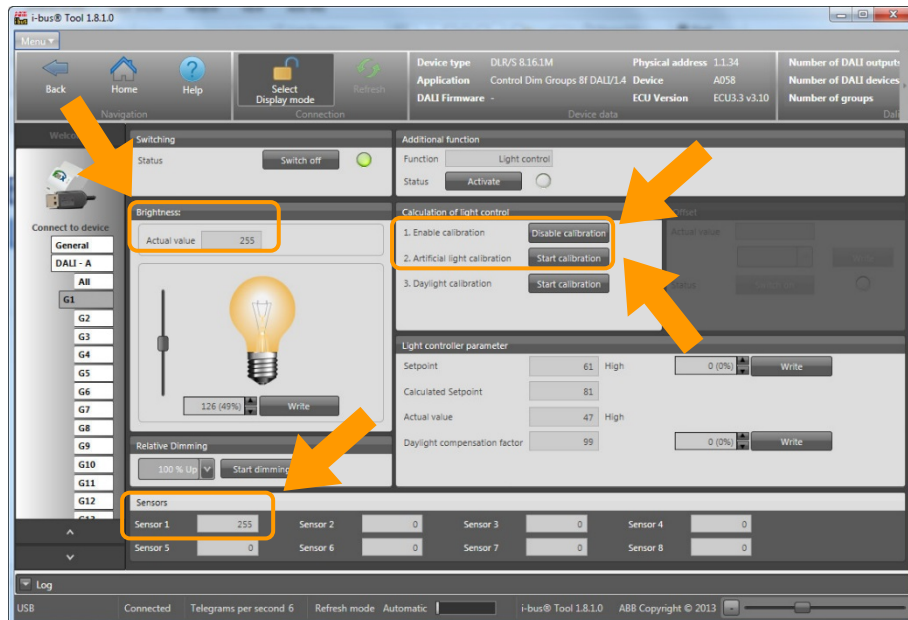 i-bus® Tool 1.8.1.0
Menu
Back
Home
Help
Select
Display mode
Refresh
Navigation
Connection
Device type DLR/S 8.16.1M Physical address 1.1.34 Number of DALI outputs
Application Control Dim Groups 8f DALI/1.4 Device A058 Number of DALI devices
DALI Firmware - ECU Version ECU3.3 v3.10 Number of groups
Device data
Welco
Connect to device
General
DALI - A
All
G1
G2
G3
G4
G5
G6
G7
G8
G9
G10
G11
G12
Switching
Status Switch off
Additional function
Function Light control
Status Activate
Brightness:
Actual value 255
126 (49%) Write
Calculation of light control
1. Enable calibration Disable calibration
2. Artificial light calibration Start calibration
3. Daylight calibration Start calibration
Offset
Actual value
Write
Status
Light controller parameter
Setpoint 61 High 0 (0%) Write
Calculated Setpoint 81
Actual value 47 High
Daylight compensation factor 99 0 (0%) Write
Relative Dimming
100 % Up Start dimming
Sensors
Sensor 1 255 Sensor 2 0 Sensor 3 0 Sensor 4 0
Sensor 5 0 Sensor 6 0 Sensor 7 0 Sensor 8 0
Log
USB Connected Telegrams per second 6 Refresh mode Automatic i-bus® Tool 1.8.1.0 ABB Copyright © 2013